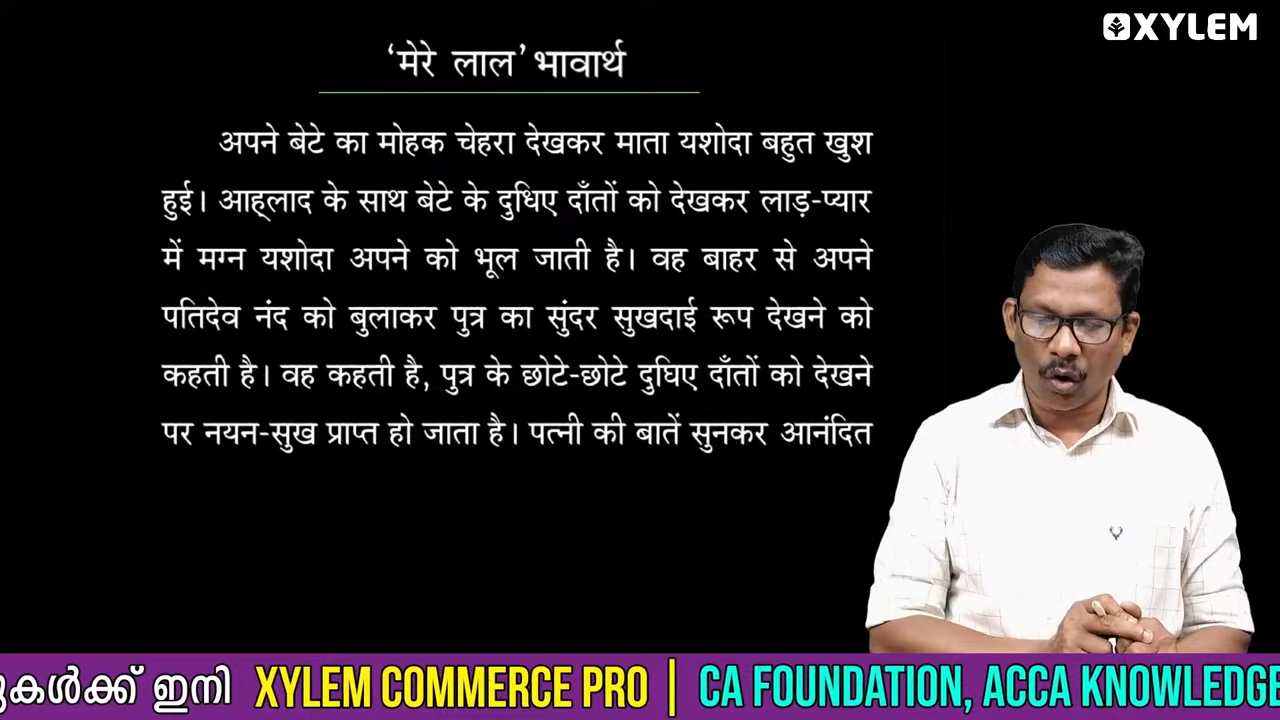 XYLEM
‘मेरे लाल’ भावार्थ
अपने बेटे का मोहक चेहरा देखकर माता यशोदा बहुत खुश
हुई। आह्लाद के साथ बेटे के दुधिए दाँतों को देखकर लाड़-प्यार
में मग्न यशोदा अपने को भूल जाती है। वह बाहर से अपने
पतिदेव नंद को बुलाकर पुत्र का सुंदर सुखदाई रूप देखने को
कहती है। वह कहती है, पुत्र के छोटे-छोटे दुघिए दाँतों को देखने
पर नयन-सुख प्राप्त हो जाता है। पत्नी की बातें सुनकर आनंदित
കൾക്ക് ഇനി XYLEM COMMERCE PRO | CA FOUNDATION, ACCA KNOWLEDGE